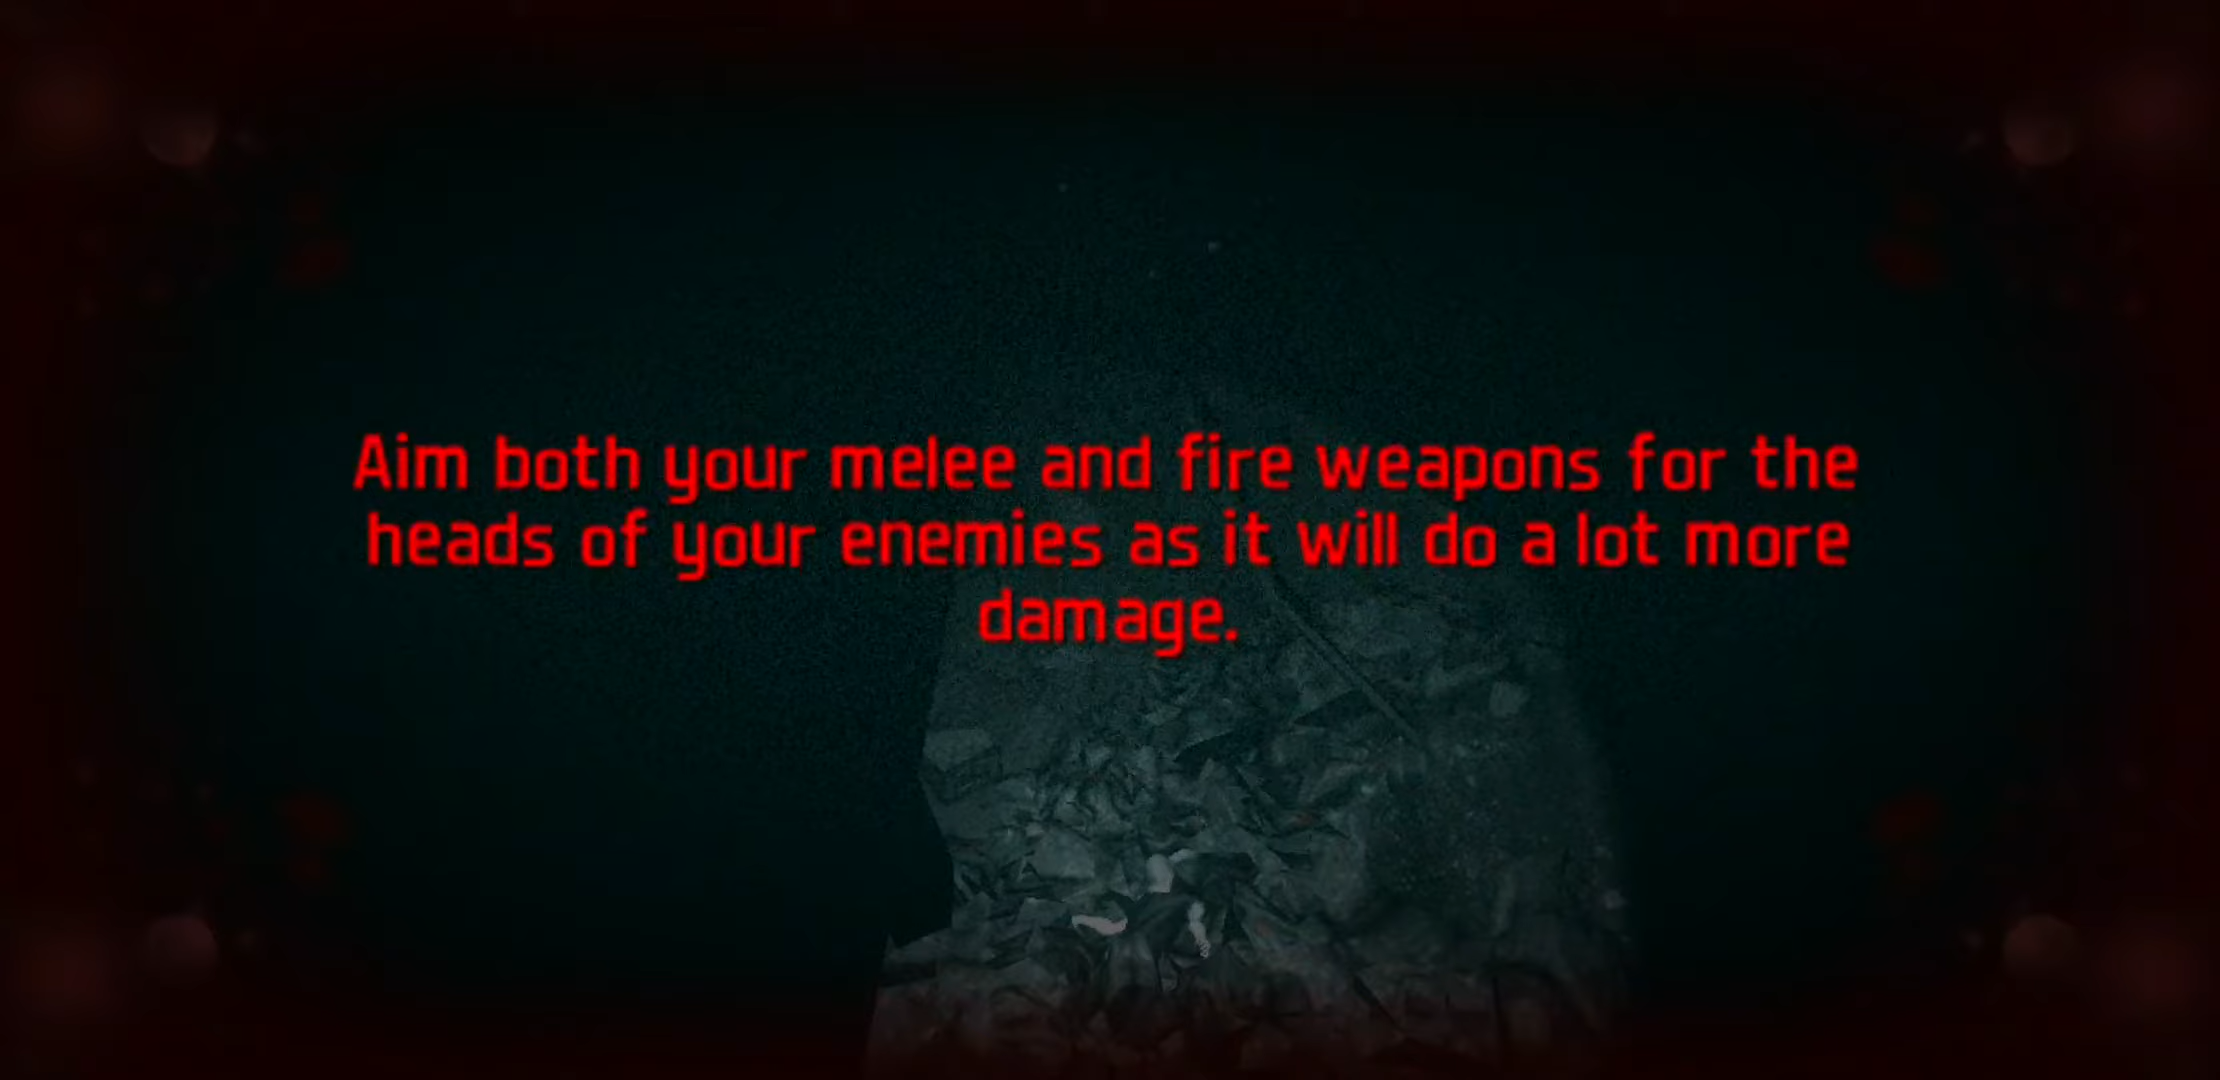 Aim both your melee and fire weapons for the
heads of your enemies as it will do a lot more
damage.